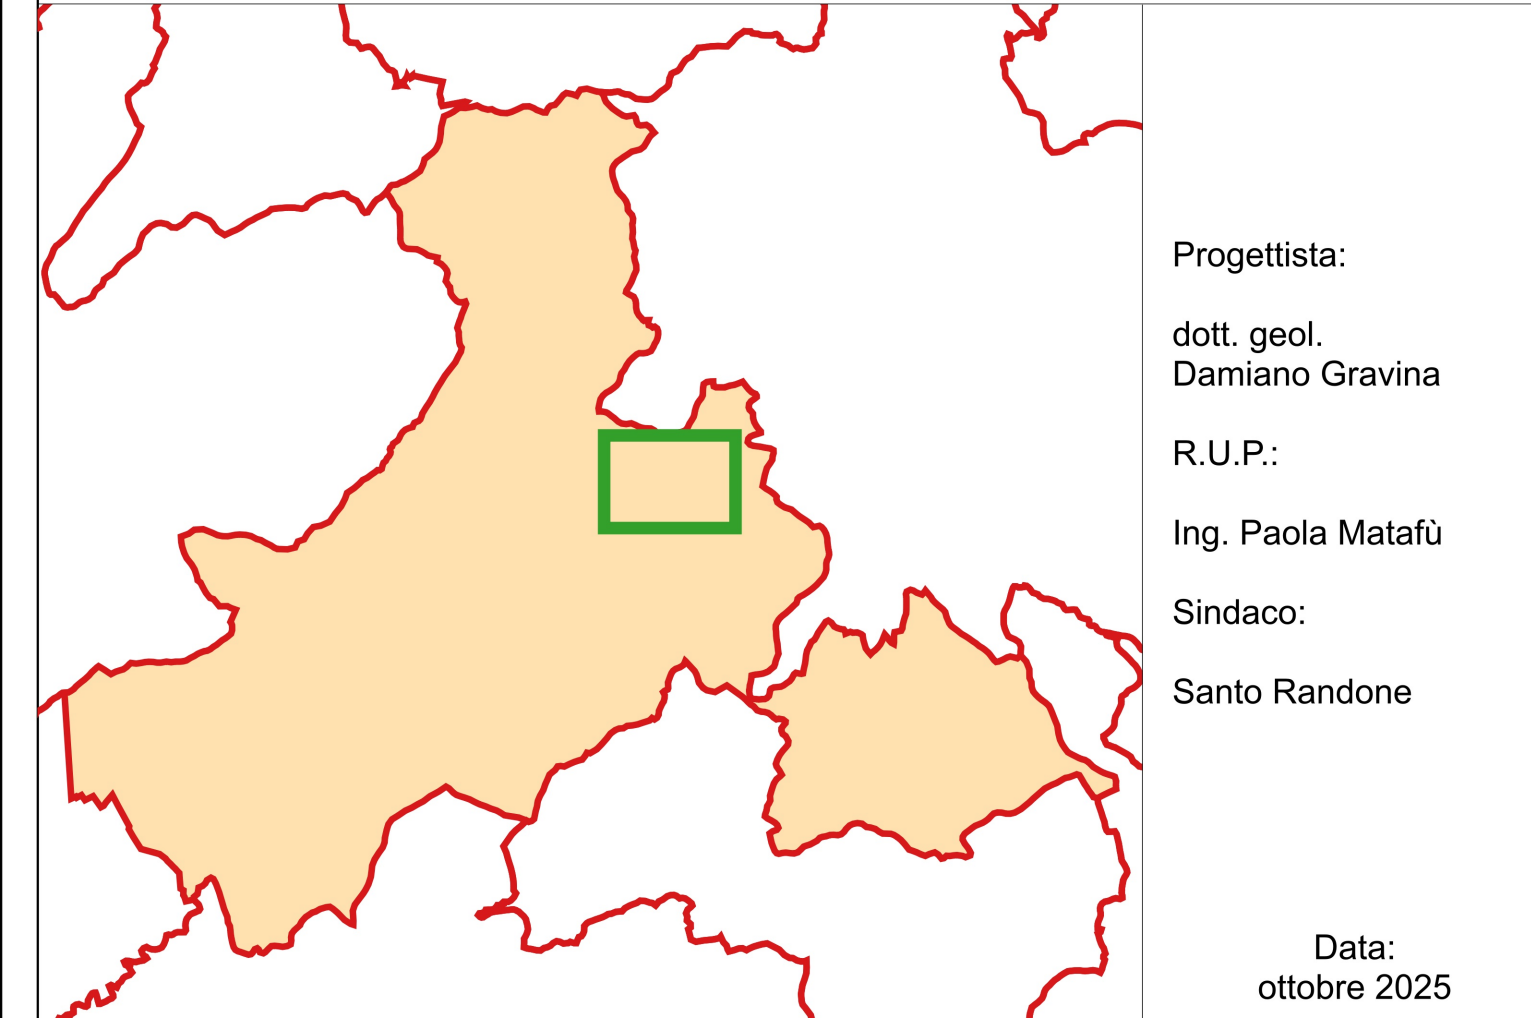 Progettista:
dott. geol.
Damiano Gravina
R.U.P.:
Ing. Paola Matafù
Sindaco:
Santo Randone
Data:
ottobre 2025